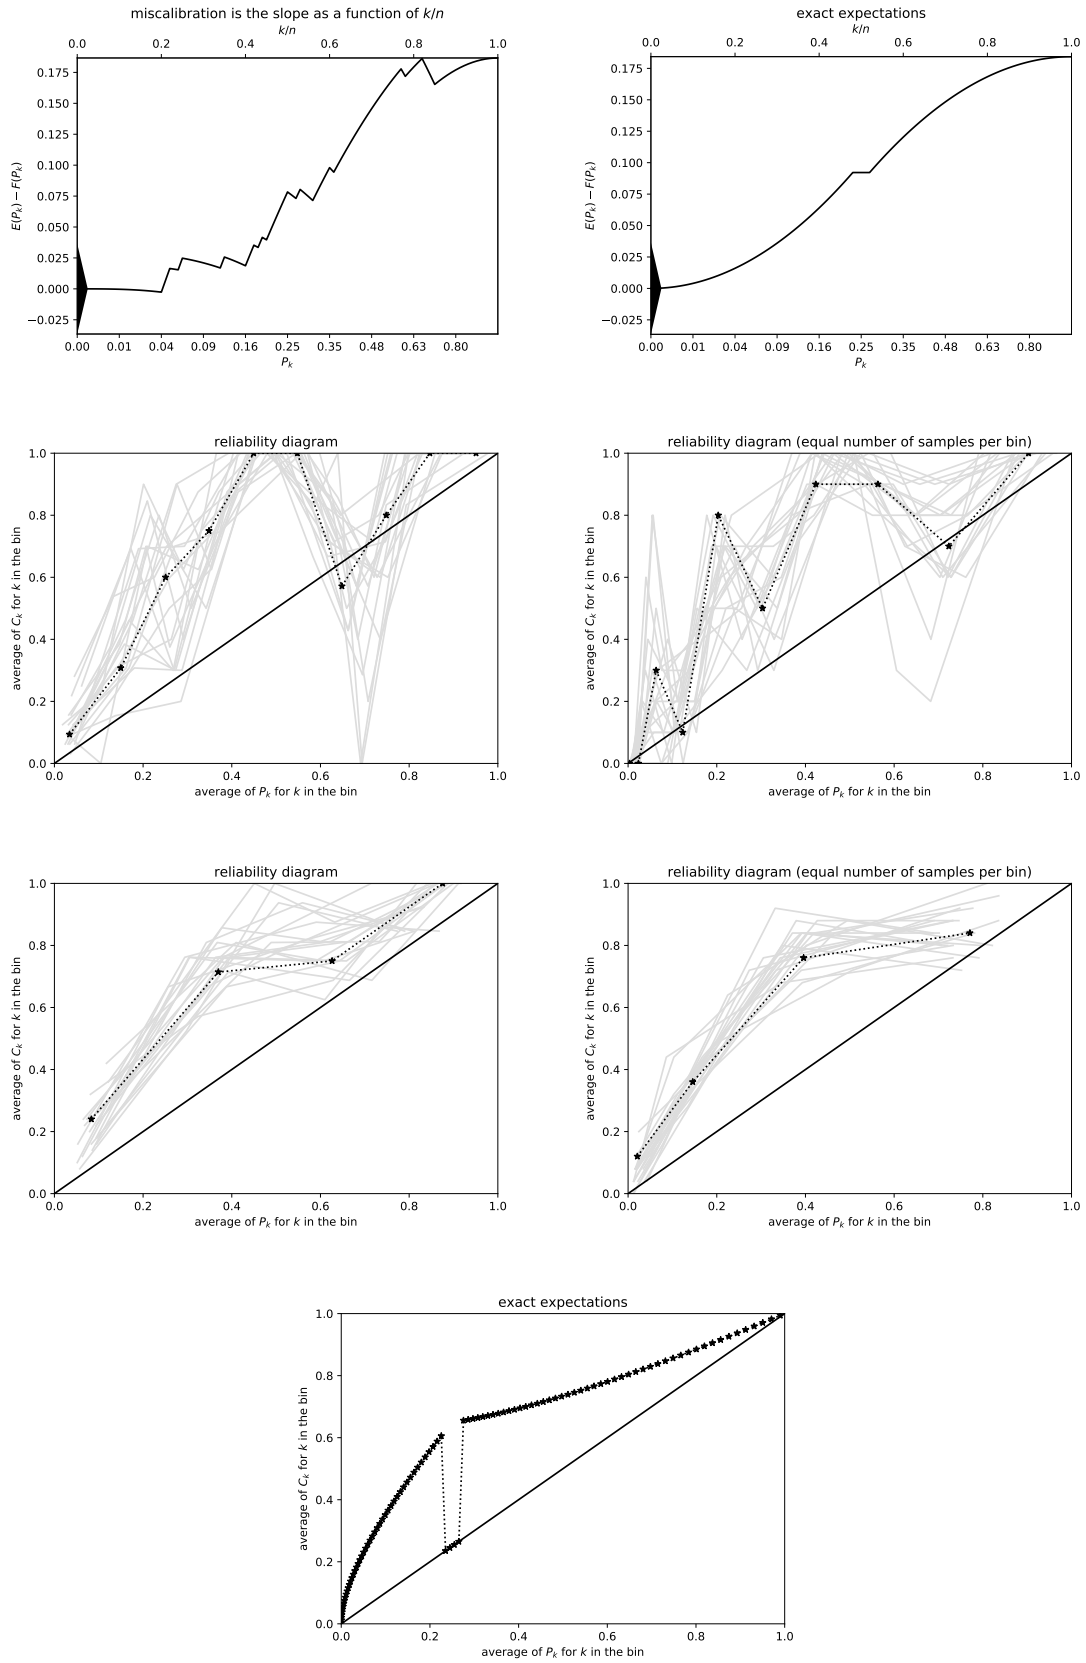 miscalibration is the slope as a function of k/n
k/n
0.0 0.2 0.4 0.6 0.8 1.0
0.175
0.150
0.125
0.100
0.075
0.050
0.025
0.000
−0.025
E(P_k) − F(P_k)
0.00 0.01 0.04 0.09 0.16 0.25 0.35 0.48 0.63 0.80
P_k
exact expectations
k/n
0.0 0.2 0.4 0.6 0.8 1.0
0.175
0.150
0.125
0.100
0.075
0.050
0.025
0.000
−0.025
E(P_k) − F(P_k)
0.00 0.01 0.04 0.09 0.16 0.25 0.35 0.48 0.63 0.80
P_k
reliability diagram
1.0
0.8
0.6
0.4
0.2
0.0
average of C_k for k in the bin
0.0 0.2 0.4 0.6 0.8 1.0
average of P_k for k in the bin
reliability diagram (equal number of samples per bin)
1.0
0.8
0.6
0.4
0.2
0.0
average of C_k for k in the bin
0.0 0.2 0.4 0.6 0.8 1.0
average of P_k for k in the bin
reliability diagram
1.0
0.8
0.6
0.4
0.2
0.0
average of C_k for k in the bin
0.0 0.2 0.4 0.6 0.8 1.0
average of P_k for k in the bin
reliability diagram (equal number of samples per bin)
1.0
0.8
0.6
0.4
0.2
0.0
average of C_k for k in the bin
0.0 0.2 0.4 0.6 0.8 1.0
average of P_k for k in the bin
exact expectations
1.0
0.8
0.6
0.4
0.2
0.0
average of C_k for k in the bin
0.0 0.2 0.4 0.6 0.8 1.0
average of P_k for k in the bin